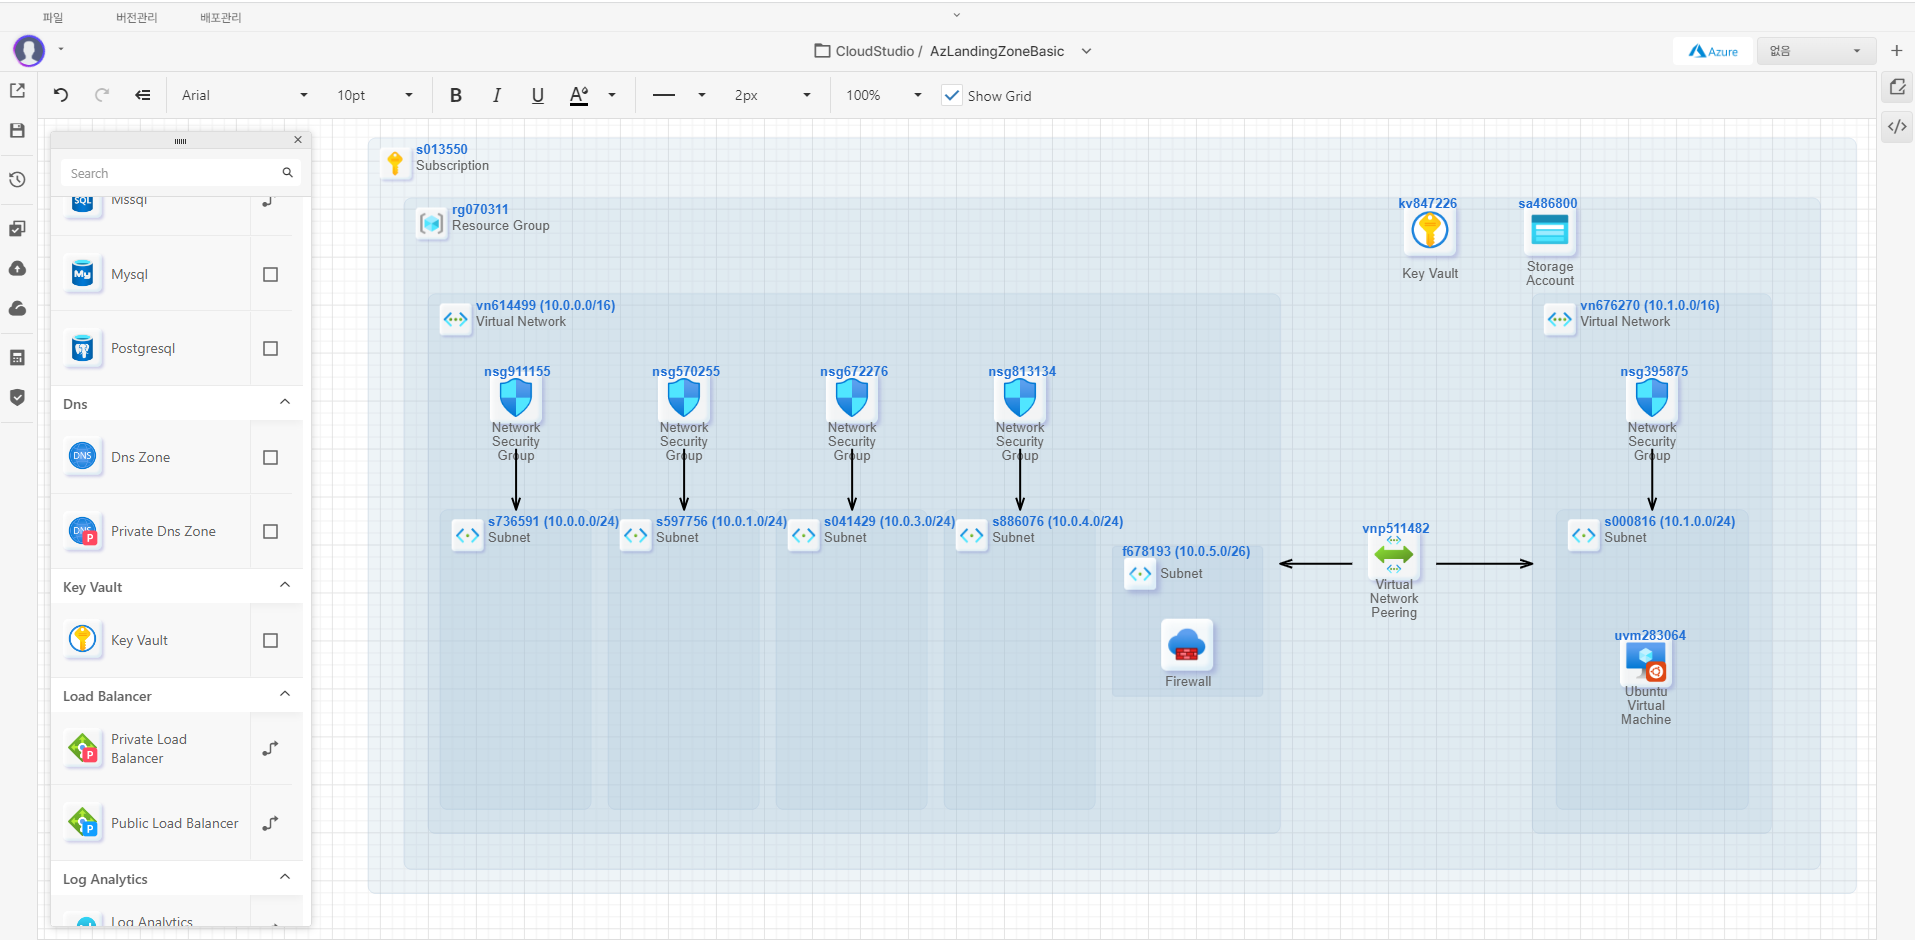 파일
버전관리
배포관리
CloudStudio / AzLandingZoneBasic
Azure
없음
Arial
10pt
B
I
U
A
2px
100%
Show Grid
Search
SQL
Mssql
My
Mysql
Postgresql
Dns
DNS
Dns Zone
DNS
P
Private Dns Zone
Key Vault
Key Vault
Load Balancer
P
Private Load
Balancer
P
Public Load Balancer
Log Analytics
Log Analytics
s013550
Subscription
rg070311
Resource Group
kv847226
Key Vault
sa486800
Storage
Account
vn614499 (10.0.0.0/16)
Virtual Network
vn676270 (10.1.0.0/16)
Virtual Network
nsg911155
Network
Security
Group
nsg570255
Network
Security
Group
nsg672276
Network
Security
Group
nsg813134
Network
Security
Group
nsg395875
Network
Security
Group
s736591 (10.0.0.0/24)
Subnet
s597756 (10.0.1.0/24)
Subnet
s041429 (10.0.3.0/24)
Subnet
s886076 (10.0.4.0/24)
Subnet
f678193 (10.0.5.0/26)
Subnet
Firewall
vnp511482
Virtual
Network
Peering
s000816 (10.1.0.0/24)
Subnet
uvm283064
Ubuntu
Virtual
Machine